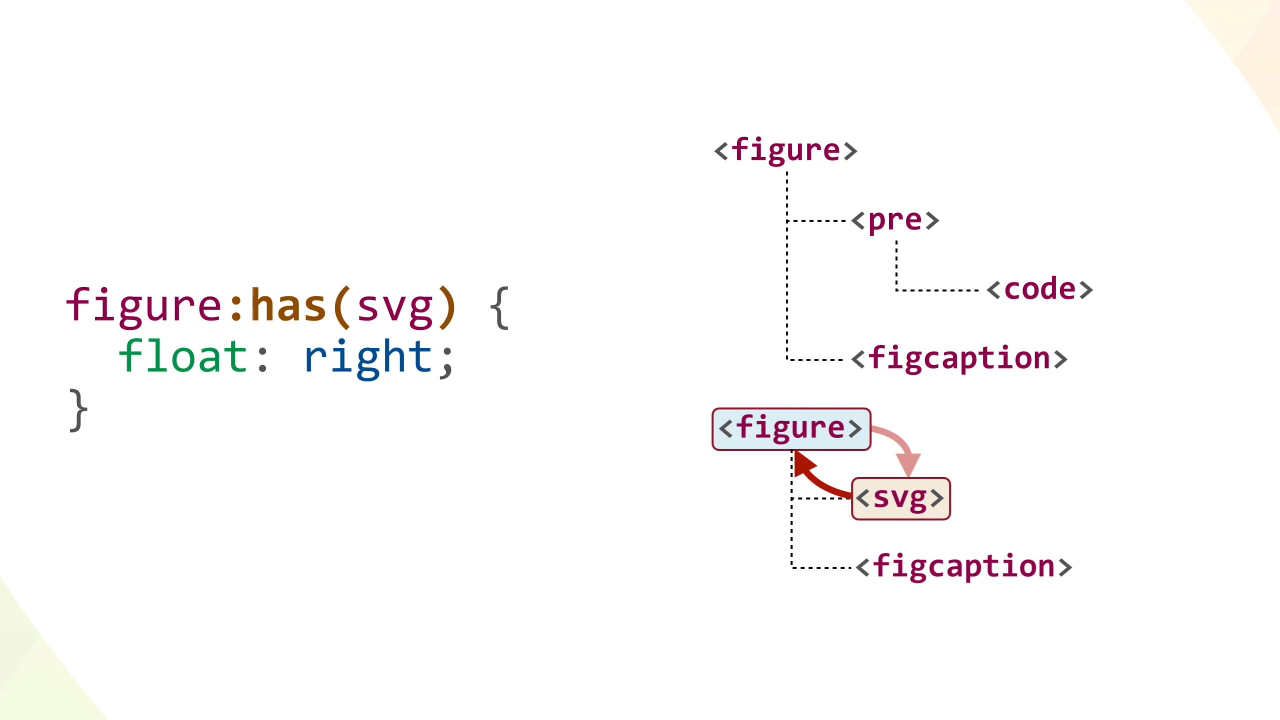 figure:has(svg) {
  float: right;
}
<figure>
<pre>
<code>
<figcaption>
<figure>
<svg>
<figcaption>